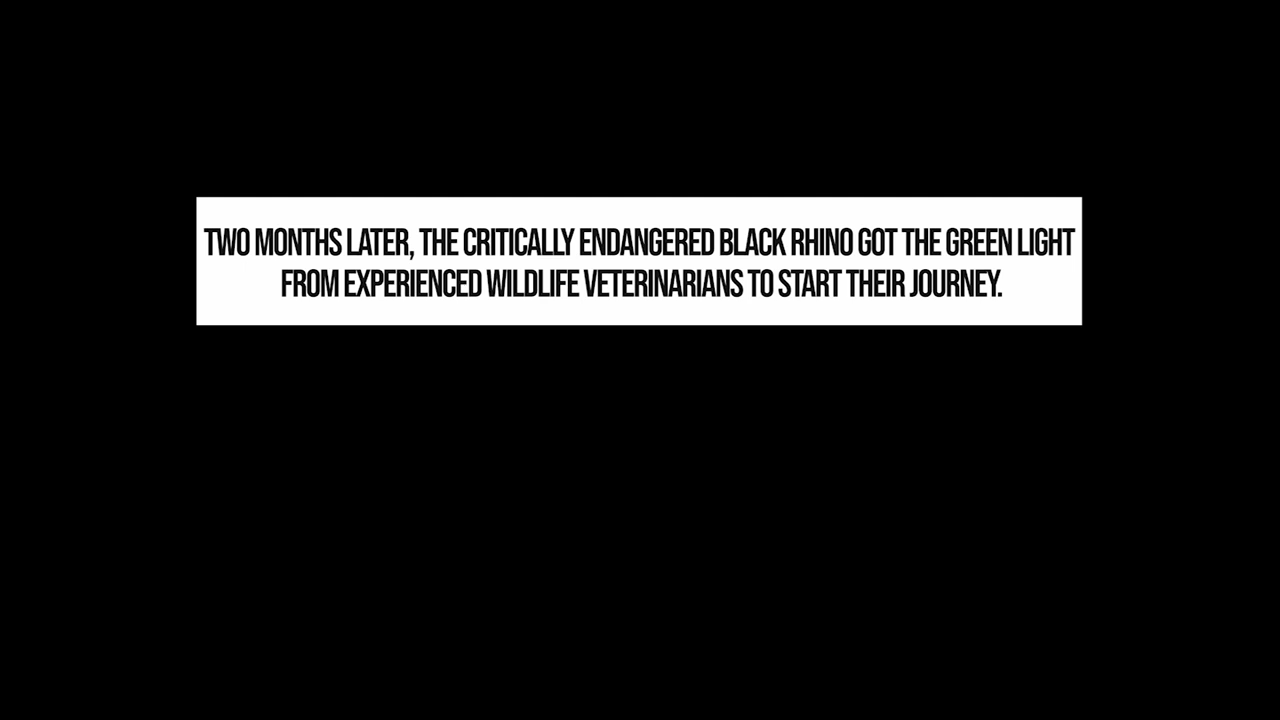 TWO MONTHS LATER, THE CRITICALLY ENDANGERED BLACK RHINO GOT THE GREEN LIGHT
FROM EXPERIENCED WILDLIFE VETERINARIANS TO START THEIR JOURNEY.